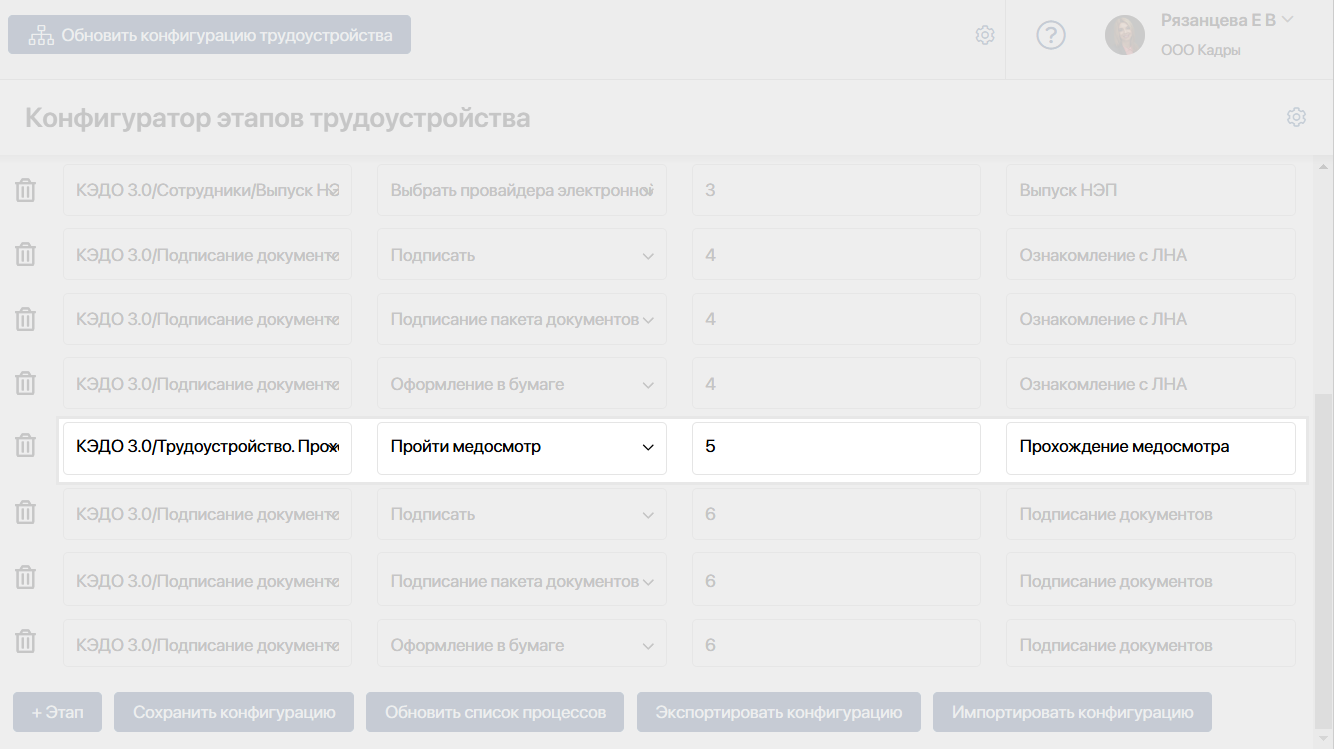 Обновить конфигурацию трудоустройства
Рязанцева Е В
ООО Кадры
Конфигуратор этапов трудоустройства
КЭДО 3.0/Сотрудники/Выпуск НЭ Выбрать провайдера электронной 3 Выпуск НЭП
КЭДО 3.0/Подписание документо Подписать 4 Ознакомление с ЛНА
КЭДО 3.0/Подписание документо Подписание пакета документов 4 Ознакомление с ЛНА
КЭДО 3.0/Подписание документо Оформление в бумаге 4 Ознакомление с ЛНА
КЭДО 3.0/Трудоустройство. Прох Пройти медосмотр 5 Прохождение медосмотра
КЭДО 3.0/Подписание документо Подписать 6 Подписание документов
КЭДО 3.0/Подписание документо Подписание пакета документов 6 Подписание документов
КЭДО 3.0/Подписание документо Оформление в бумаге 6 Подписание документов
+ Этап Сохранить конфигурацию Обновить список процессов Экспортировать конфигурацию Импортировать конфигурацию